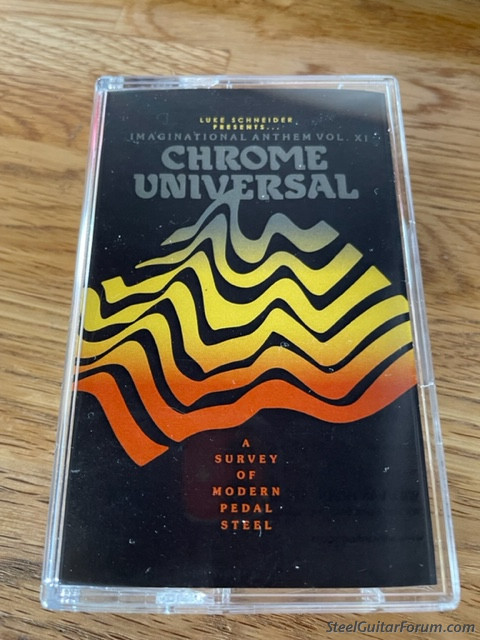 LUKE SCHNEIDER
PRESENTS...
IMAGINATIONAL ANTHEM VOL. XI
CHROME
UNIVERSAL
A
SURVEY
OF
MODERN
PEDAL
STEEL
SteelGuitarForum.com